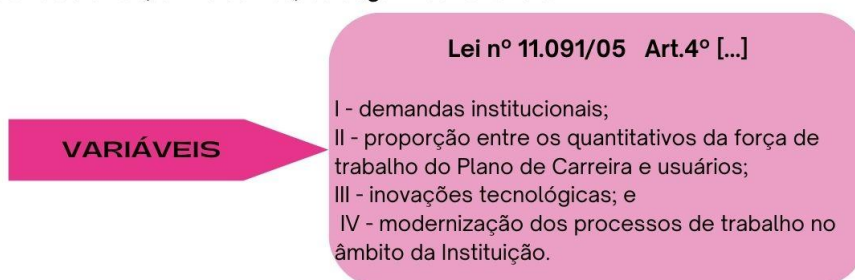 Lei nº 11.091/05 Art.4º [...]
VARIÁVEIS
I - demandas institucionais;
II - proporção entre os quantitativos da força de
trabalho do Plano de Carreira e usuários;
III - inovações tecnológicas; e
IV - modernização dos processos de trabalho no
âmbito da Instituição.